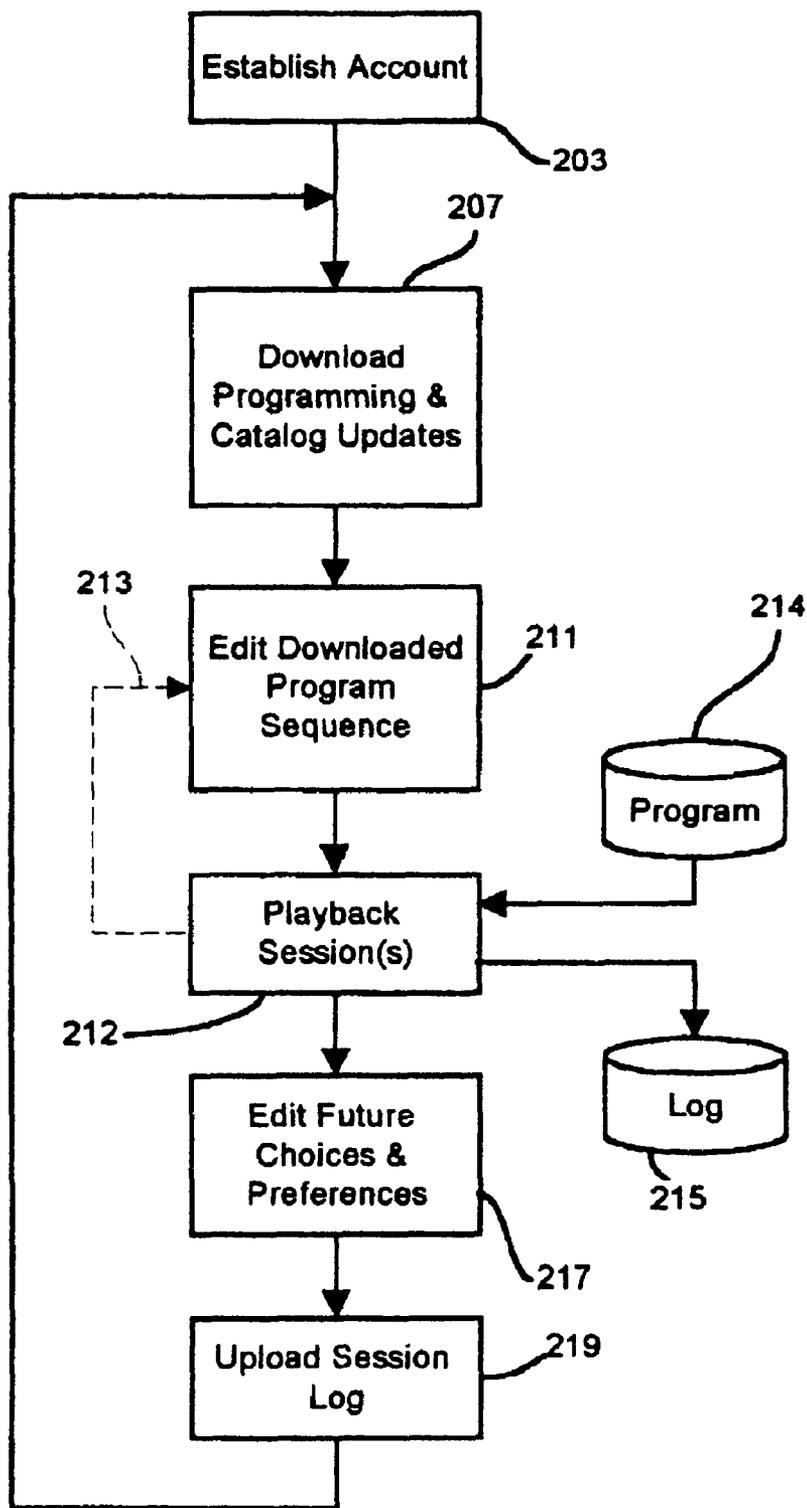 Establish Account
203
207
Download
Programming &
Catalog Updates
213
Edit Downloaded
Program
Sequence
211
214
Program
Playback
Session(s)
212
Log
215
Edit Future
Choices &
Preferences
217
Upload Session
Log
219